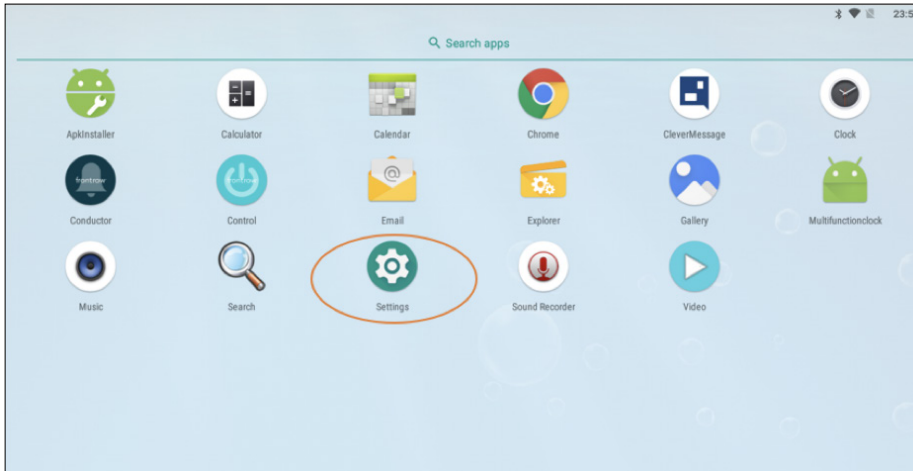 23:5
Search apps
ApkInstaller
Calculator
Calendar
Chrome
CleverMessage
Clock
frontrow
frontrow
@
Conductor
Control
Email
Explorer
Gallery
Multifunctionclock
Music
Search
Settings
Sound Recorder
Video